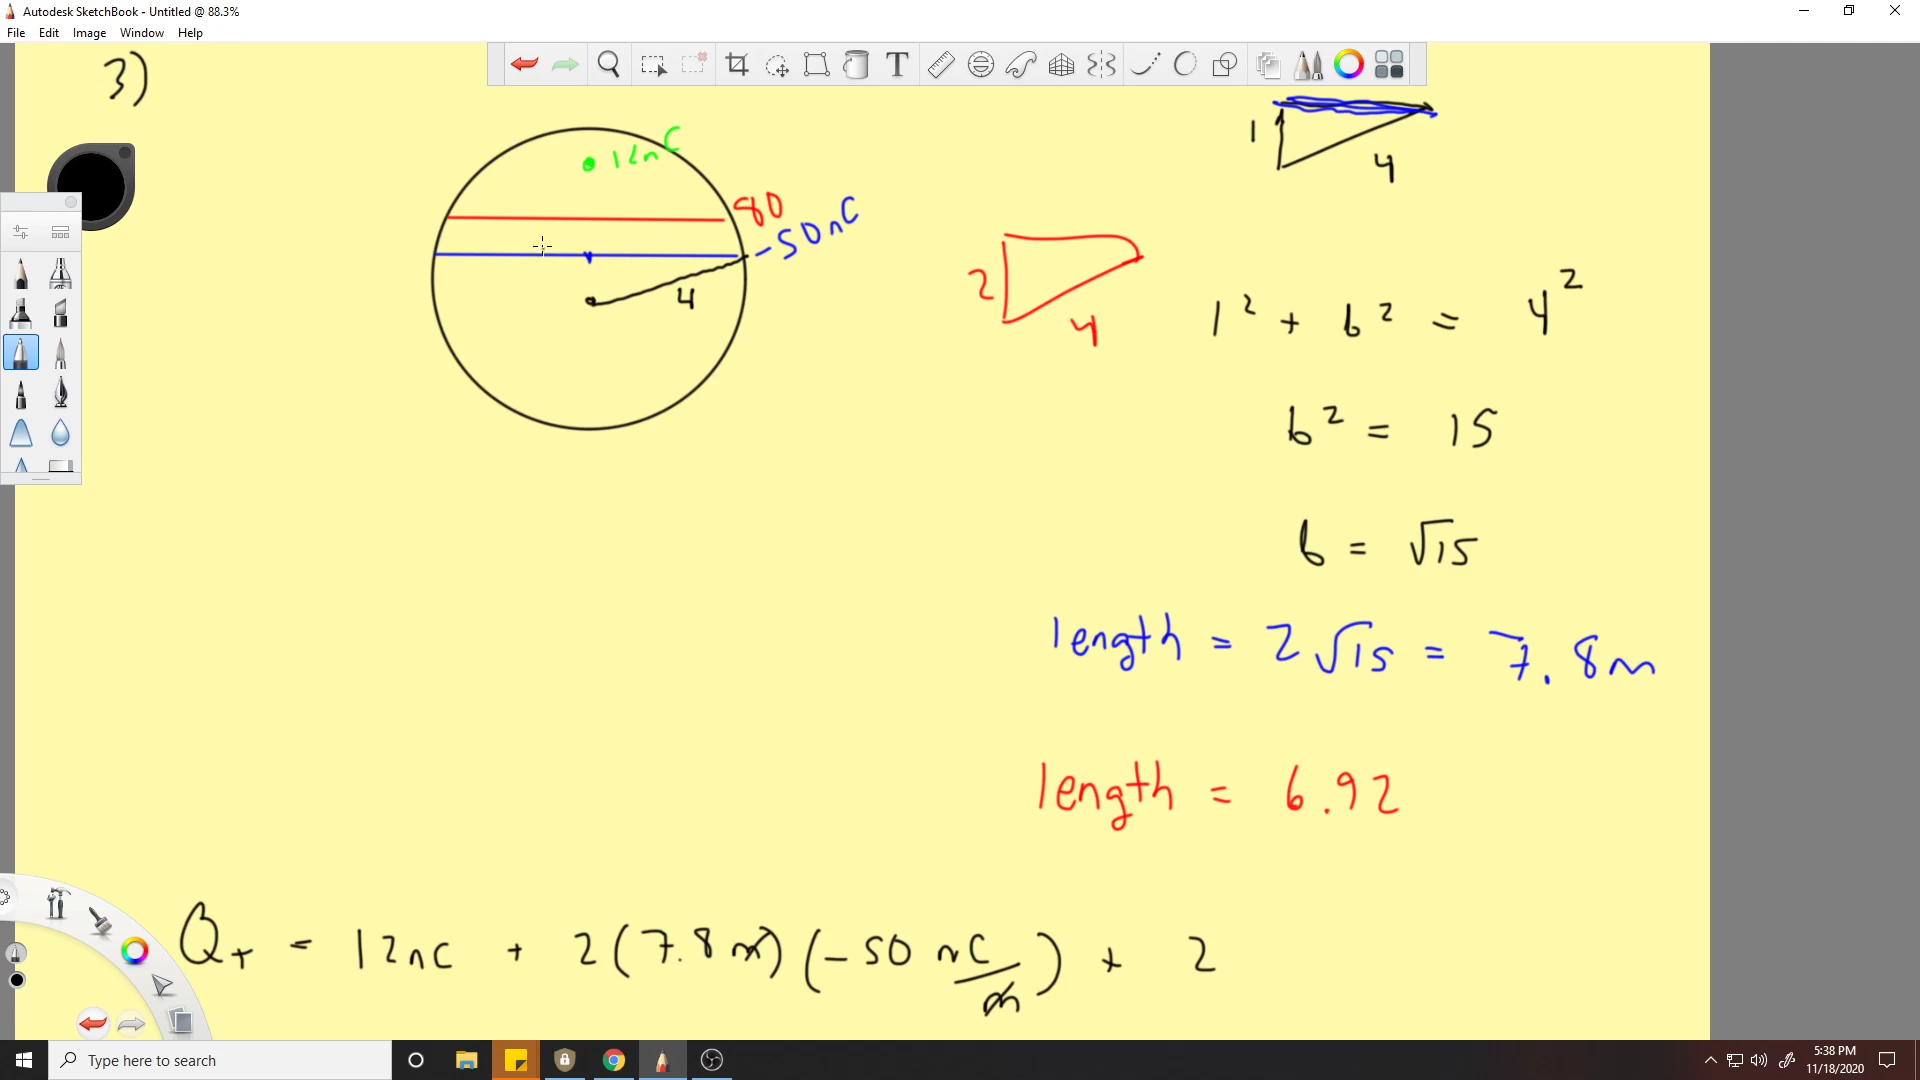 Autodesk SketchBook - Untitled @ 88.3%
File Edit Image Window Help
3)
12nC
80
-50nC
4
1
4
2
4
1² + b² = 4²
b² = 15
b = √15
length = 2√15 = 7.8m
length = 6.92
Q_T = 12nC + 2(7.8m)(-50 nC/m) + 2
Type here to search
5:38 PM
11/18/2020